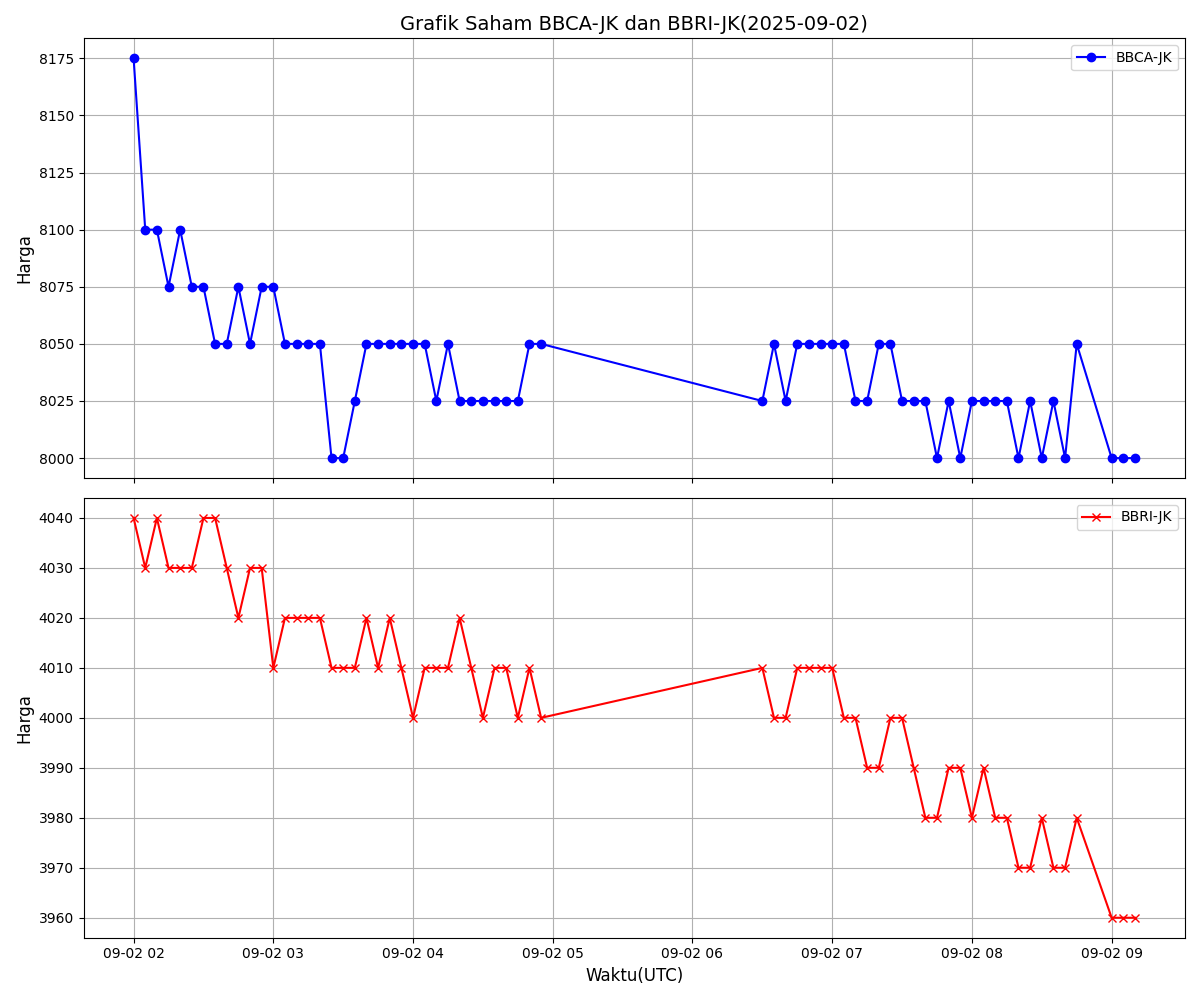 Grafik Saham BBCA-JK dan BBRI-JK(2025-09-02)
BBCA-JK
Harga
8175
8150
8125
8100
8075
8050
8025
8000
BBRI-JK
Harga
4040
4030
4020
4010
4000
3990
3980
3970
3960
09-02 02 09-02 03 09-02 04 09-02 05 09-02 06 09-02 07 09-02 08 09-02 09
Waktu(UTC)